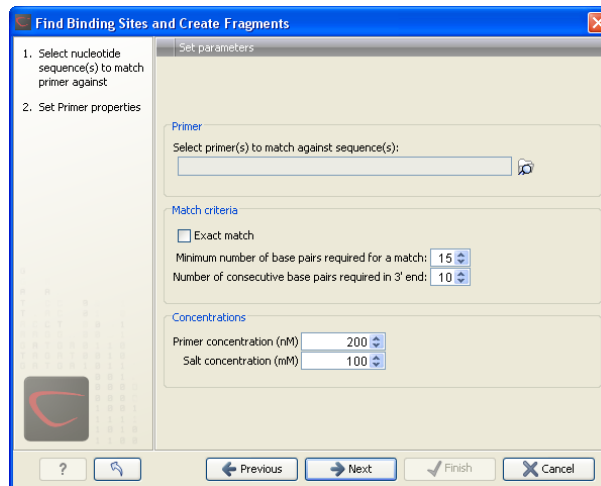 Find Binding Sites and Create Fragments
1. Select nucleotide
sequence(s) to match
primer against
2. Set Primer properties
Set parameters
Primer
Select primer(s) to match against sequence(s):
Match criteria
Exact match
Minimum number of base pairs required for a match: 15
Number of consecutive base pairs required in 3' end: 10
Concentrations
Primer concentration (nM) 200
Salt concentration (mM) 100
? Previous Next Finish Cancel